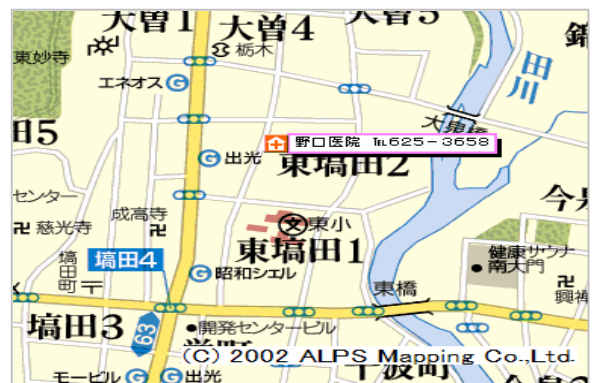 大曽1
大曽4
大曽3
東妙寺
栃木
エネオス
田川
大東橋
田5
野口医院 ℡625-3658
出光
東塙田2
今泉
センター
慈光寺
成高寺
東小
東塙田1
塙田町
塙田4
昭和シェル
健康サウナ
南大門
東橋
塙田3
63
開発センタービル
(C) 2002 ALPS Mapping Co.,Ltd.
モービル
出光